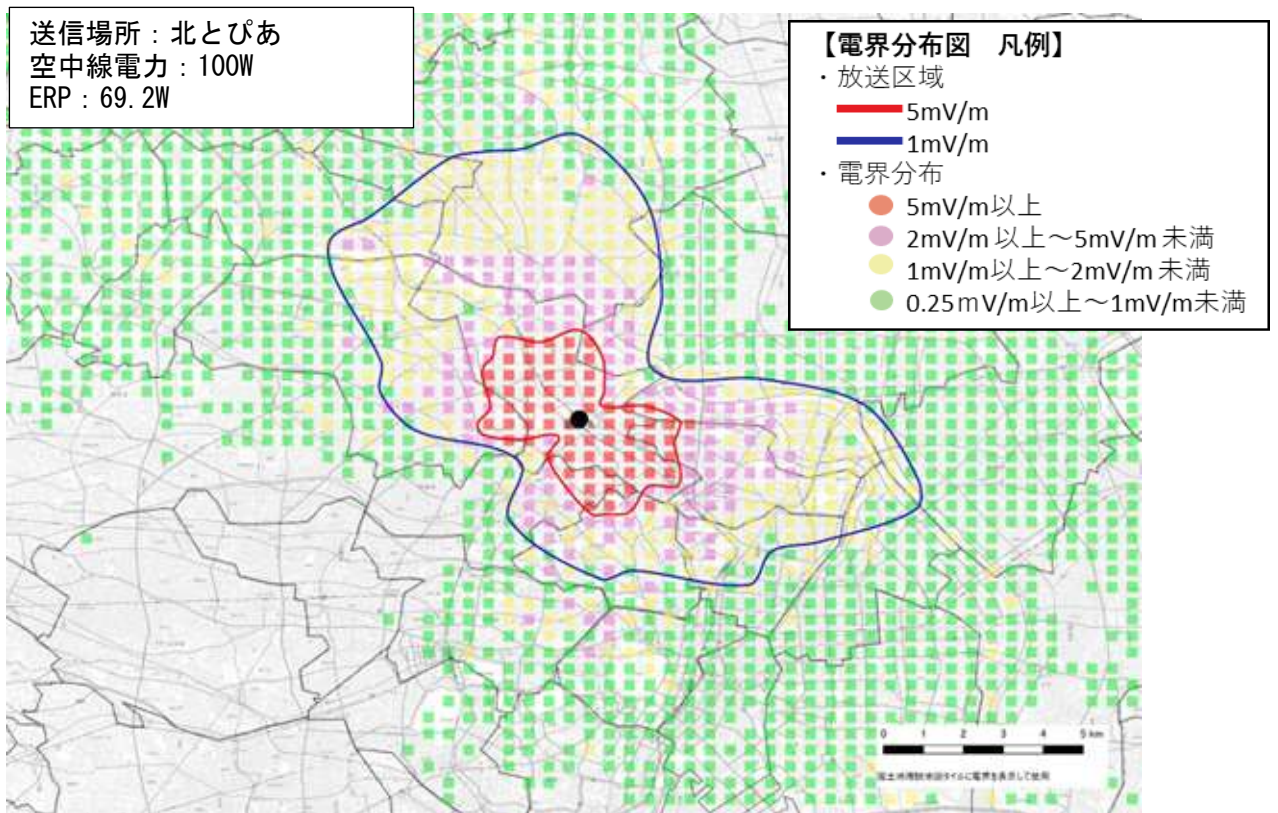 送信場所：北とぴあ
空中線電力：100W
ERP：69.2W
【電界分布図　凡例】
・放送区域
5mV/m
1mV/m
・電界分布
5mV/m以上
2mV/m以上～5mV/m未満
1mV/m以上～2mV/m未満
0.25mV/m以上～1mV/m未満
0 1 2 3 4 5 km